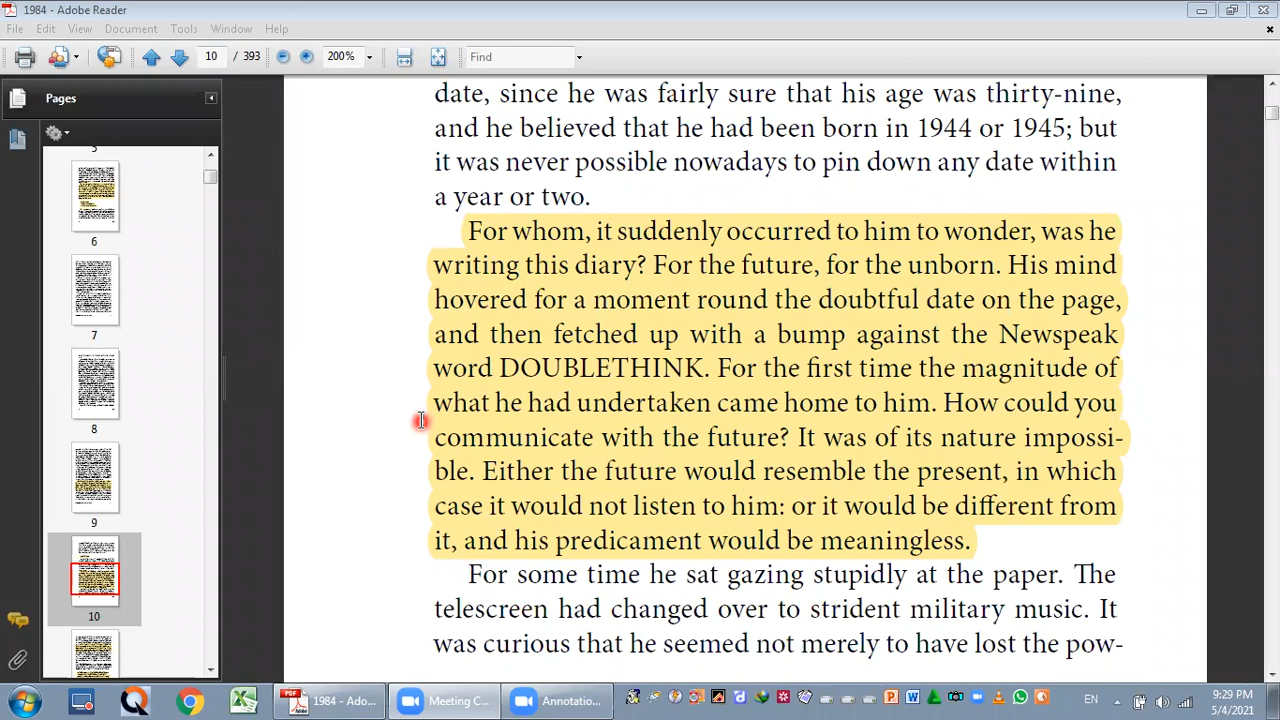 1984 - Adobe Reader
File Edit View Document Tools Window Help
10 / 393 200% Find
Pages
5
6
7
8
9
10
date, since he was fairly sure that his age was thirty-nine,
and he believed that he had been born in 1944 or 1945; but
it was never possible nowadays to pin down any date within
a year or two.
For whom, it suddenly occurred to him to wonder, was he
writing this diary? For the future, for the unborn. His mind
hovered for a moment round the doubtful date on the page,
and then fetched up with a bump against the Newspeak
word DOUBLETHINK. For the first time the magnitude of
what he had undertaken came home to him. How could you
communicate with the future? It was of its nature impossi-
ble. Either the future would resemble the present, in which
case it would not listen to him: or it would be different from
it, and his predicament would be meaningless.
For some time he sat gazing stupidly at the paper. The
telescreen had changed over to strident military music. It
was curious that he seemed not merely to have lost the pow-
1984 - Ado... Meeting C... Annotatio... EN 9:29 PM
5/4/2021